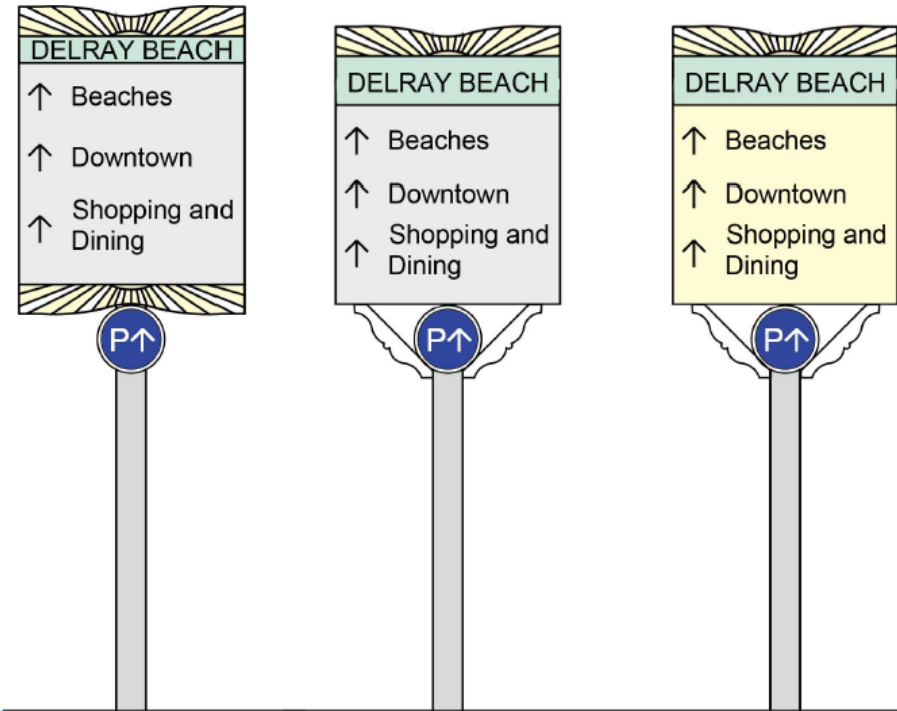 DELRAY BEACH
↑ Beaches
↑ Downtown
↑ Shopping and
Dining
P↑
DELRAY BEACH
↑ Beaches
↑ Downtown
↑ Shopping and
Dining
P↑
DELRAY BEACH
↑ Beaches
↑ Downtown
↑ Shopping and
Dining
P↑